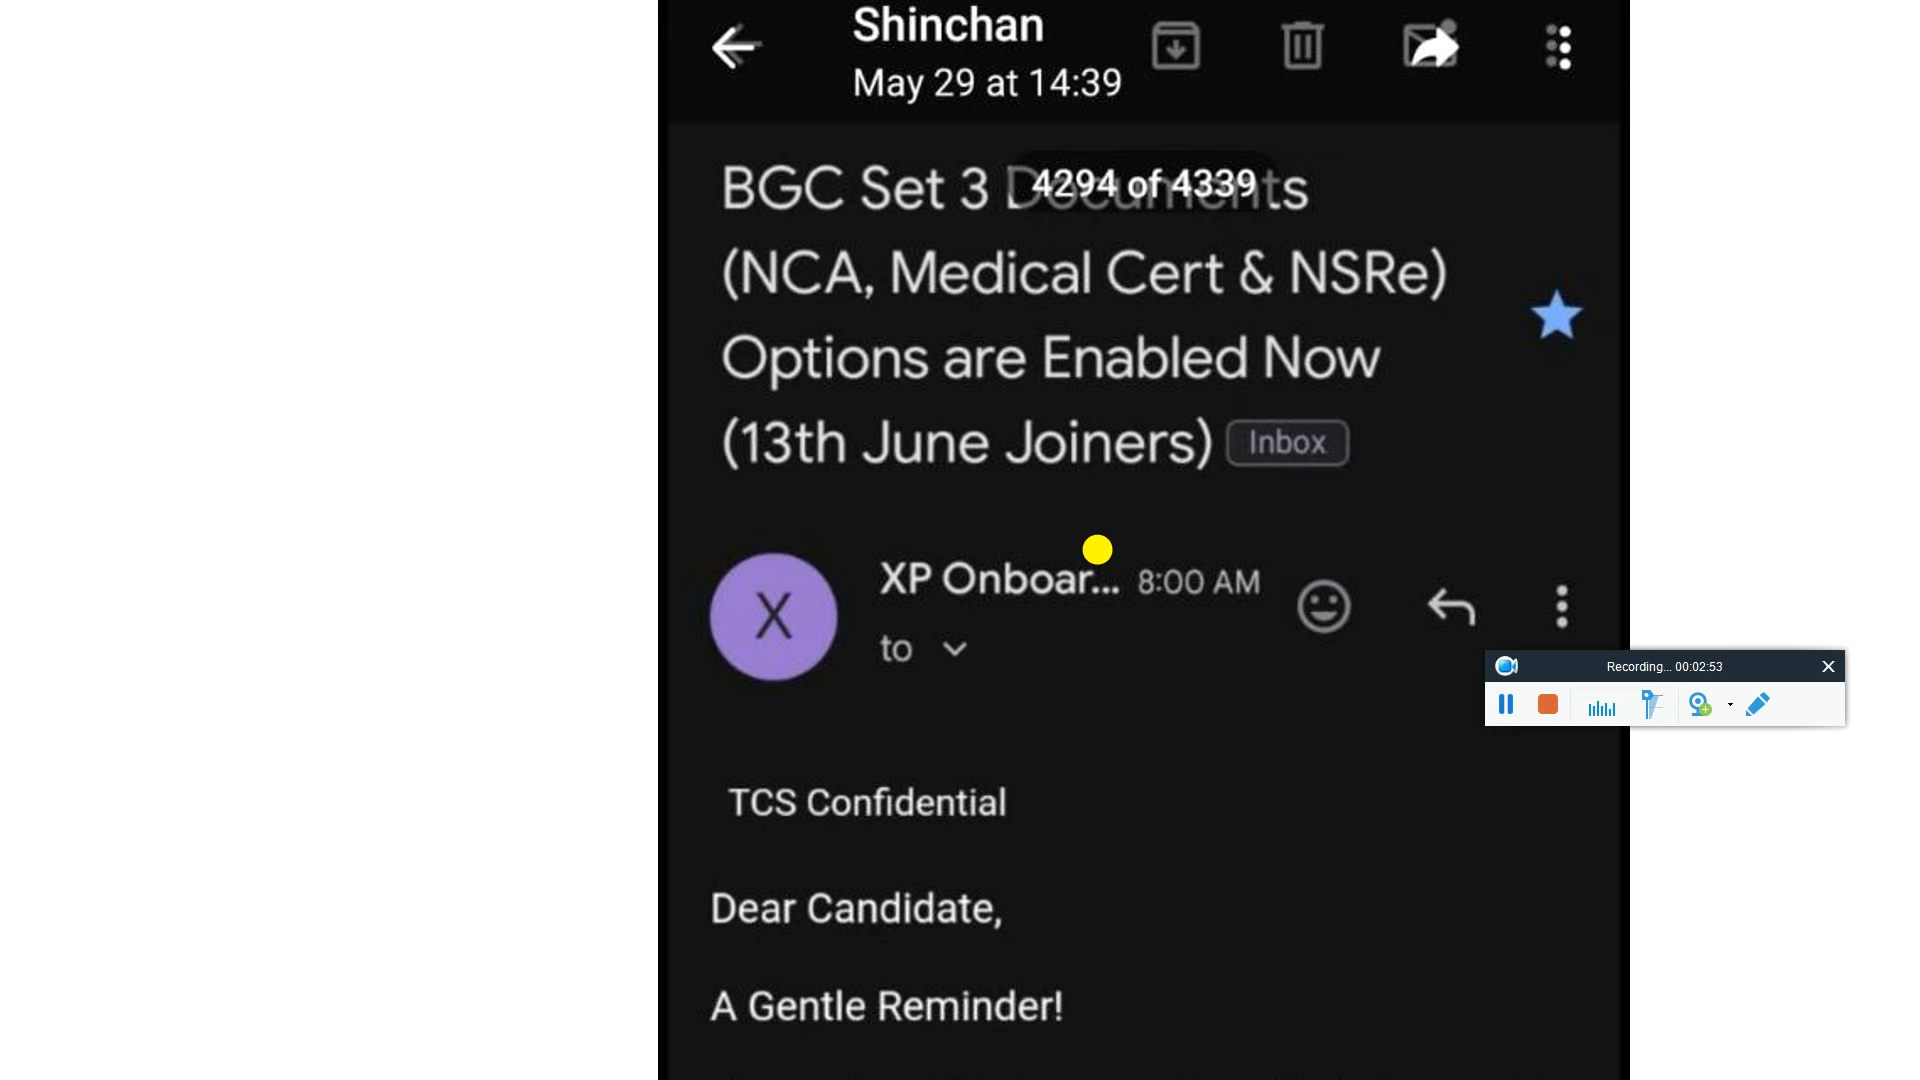 Shinchan
May 29 at 14:39
4294 of 4339
BGC Set 3 Documents
(NCA, Medical Cert & NSRe)
Options are Enabled Now
(13th June Joiners) Inbox
X
XP Onboar... 8:00 AM
to
Recording... 00:02:53
TCS Confidential
Dear Candidate,
A Gentle Reminder!